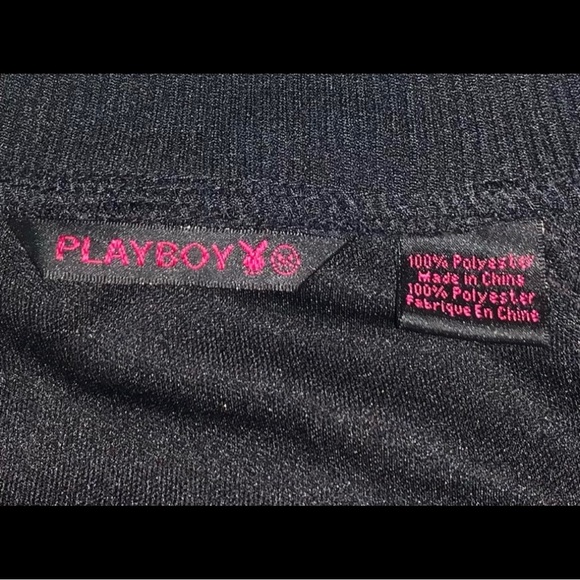 PLAYBOY
100% Polyester
Made in China
100% Polyester
Fabrique En Chine